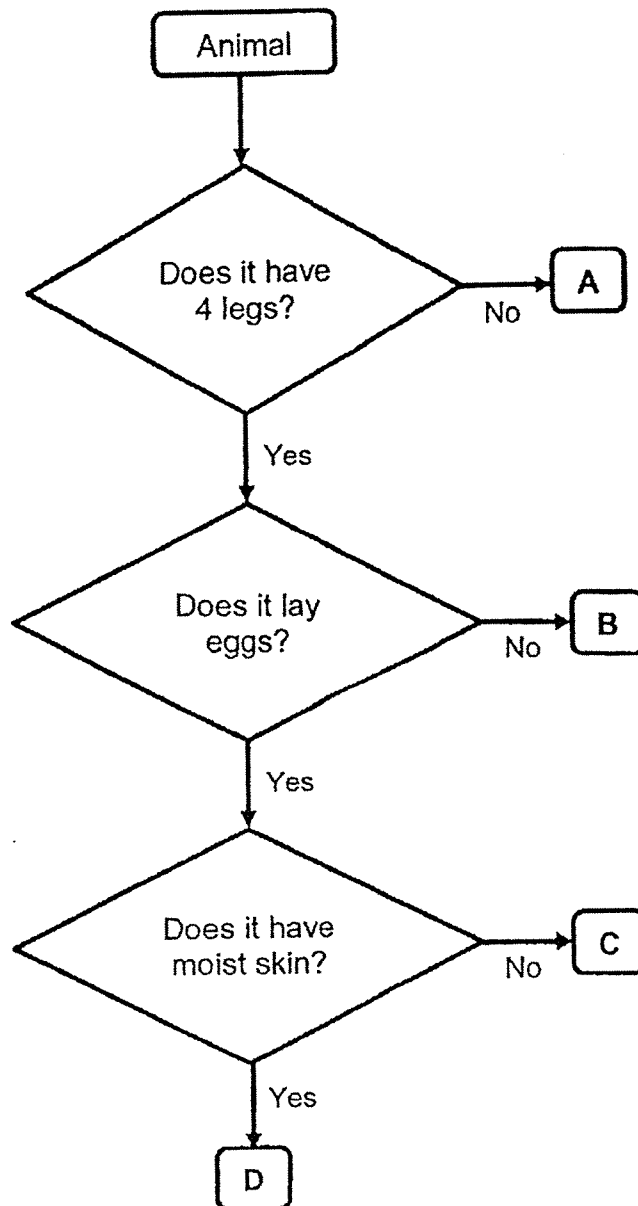 Animal
Does it have
4 legs?
No
A
Yes
Does it lay
eggs?
No
B
Yes
Does it have
moist skin?
No
C
Yes
D